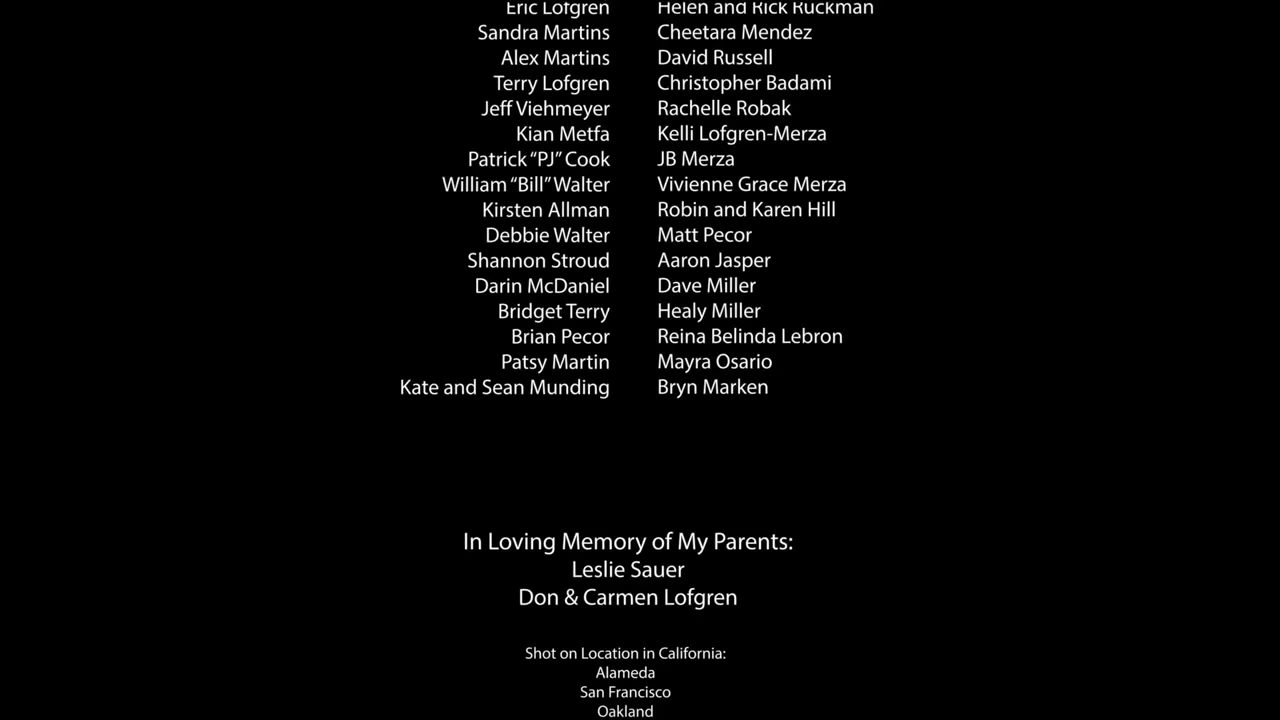 Eric Lofgren Helen and Rick Ruckman
Sandra Martins Cheetara Mendez
Alex Martins David Russell
Terry Lofgren Christopher Badami
Jeff Viehmeyer Rachelle Robak
Kian Metfa Kelli Lofgren-Merza
Patrick “PJ” Cook JB Merza
William “Bill” Walter Vivienne Grace Merza
Kirsten Allman Robin and Karen Hill
Debbie Walter Matt Pecor
Shannon Stroud Aaron Jasper
Darin McDaniel Dave Miller
Bridget Terry Healy Miller
Brian Pecor Reina Belinda Lebron
Patsy Martin Mayra Osario
Kate and Sean Munding Bryn Marken
In Loving Memory of My Parents:
Leslie Sauer
Don & Carmen Lofgren
Shot on Location in California:
Alameda
San Francisco
Oakland